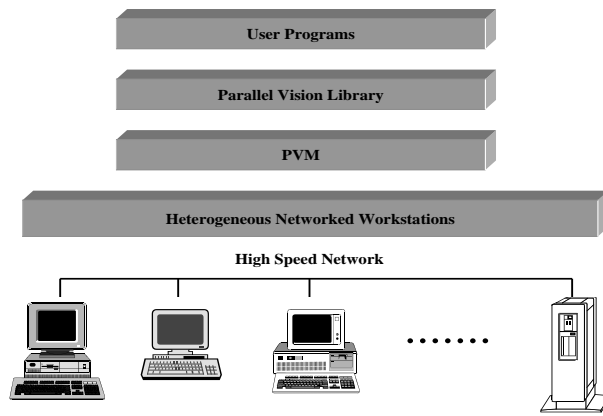 User Programs
Parallel Vision Library
PVM
Heterogeneous Networked Workstations
High Speed Network